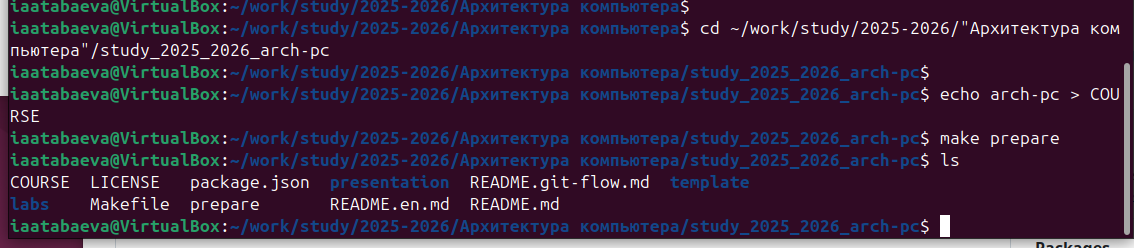 iaatabaeva@VirtualBox:~/work/study/2025-2026/Архитектура компьютера$
iaatabaeva@VirtualBox:~/work/study/2025-2026/Архитектура компьютера$ cd ~/work/study/2025-2026/"Архитектура ком
пьютера"/study_2025_2026_arch-pc
iaatabaeva@VirtualBox:~/work/study/2025-2026/Архитектура компьютера/study_2025_2026_arch-pc$
iaatabaeva@VirtualBox:~/work/study/2025-2026/Архитектура компьютера/study_2025_2026_arch-pc$ echo arch-pc > COU
RSE
iaatabaeva@VirtualBox:~/work/study/2025-2026/Архитектура компьютера/study_2025_2026_arch-pc$ make prepare
iaatabaeva@VirtualBox:~/work/study/2025-2026/Архитектура компьютера/study_2025_2026_arch-pc$ ls
COURSE LICENSE package.json presentation README.git-flow.md template
labs Makefile prepare README.en.md README.md
iaatabaeva@VirtualBox:~/work/study/2025-2026/Архитектура компьютера/study_2025_2026_arch-pc$
Packages